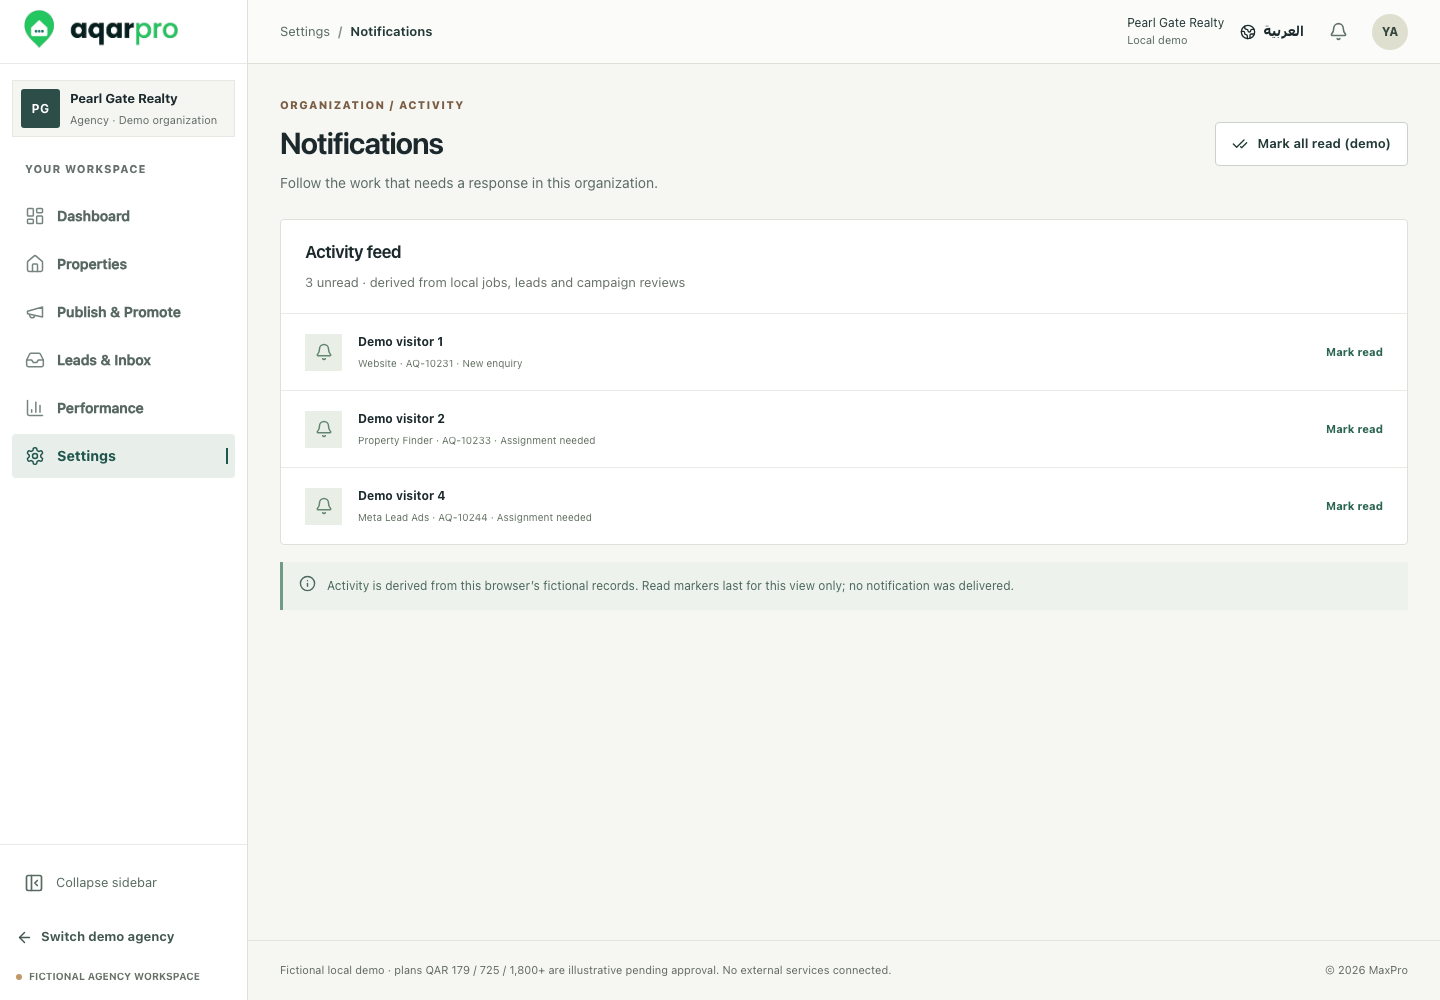 aqarpro
Settings / Notifications
Pearl Gate Realty
Local demo
العربية
YA
PG
Pearl Gate Realty
Agency · Demo organization
YOUR WORKSPACE
Dashboard
Properties
Publish & Promote
Leads & Inbox
Performance
Settings
Collapse sidebar
Switch demo agency
FICTIONAL AGENCY WORKSPACE
ORGANIZATION / ACTIVITY
Notifications
Follow the work that needs a response in this organization.
Mark all read (demo)
Activity feed
3 unread · derived from local jobs, leads and campaign reviews
Demo visitor 1
Website · AQ-10231 · New enquiry
Mark read
Demo visitor 2
Property Finder · AQ-10233 · Assignment needed
Mark read
Demo visitor 4
Meta Lead Ads · AQ-10244 · Assignment needed
Mark read
Activity is derived from this browser's fictional records. Read markers last for this view only; no notification was delivered.
Fictional local demo · plans QAR 179 / 725 / 1,800+ are illustrative pending approval. No external services connected.
© 2026 MaxPro